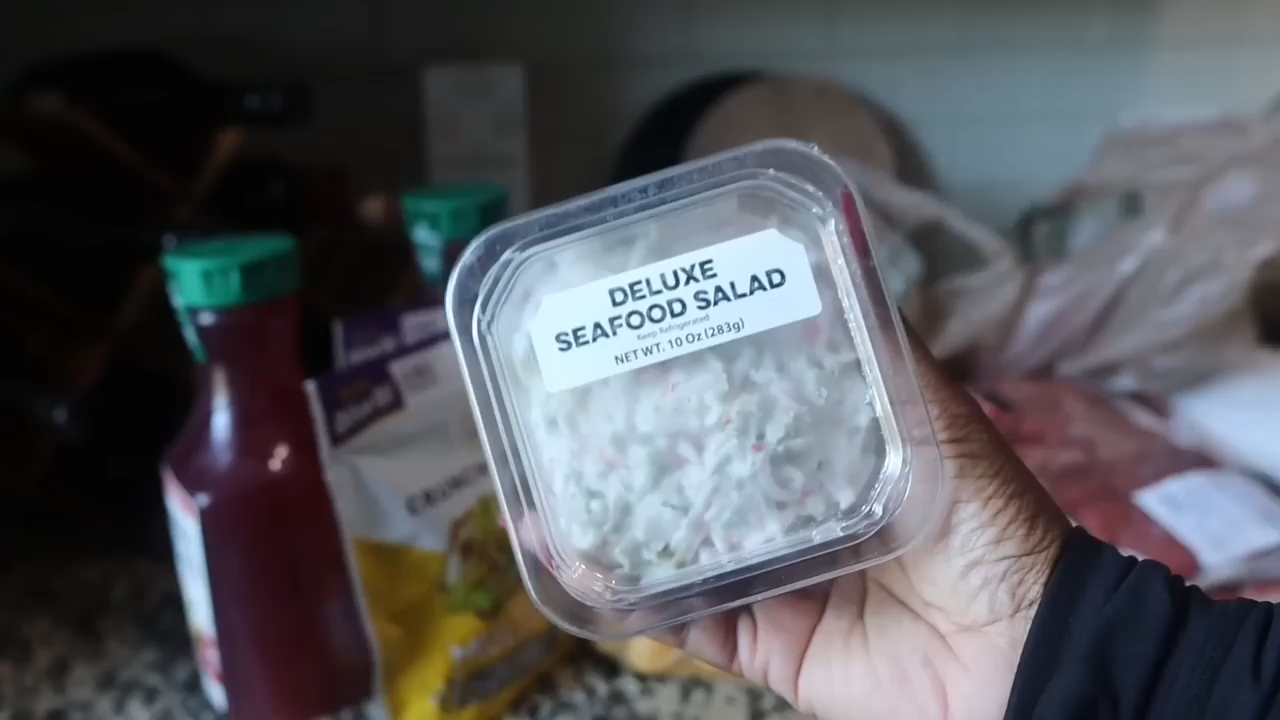 DELUXE
SEAFOOD SALAD
Keep Refrigerated
NET WT. 10 Oz (283g)